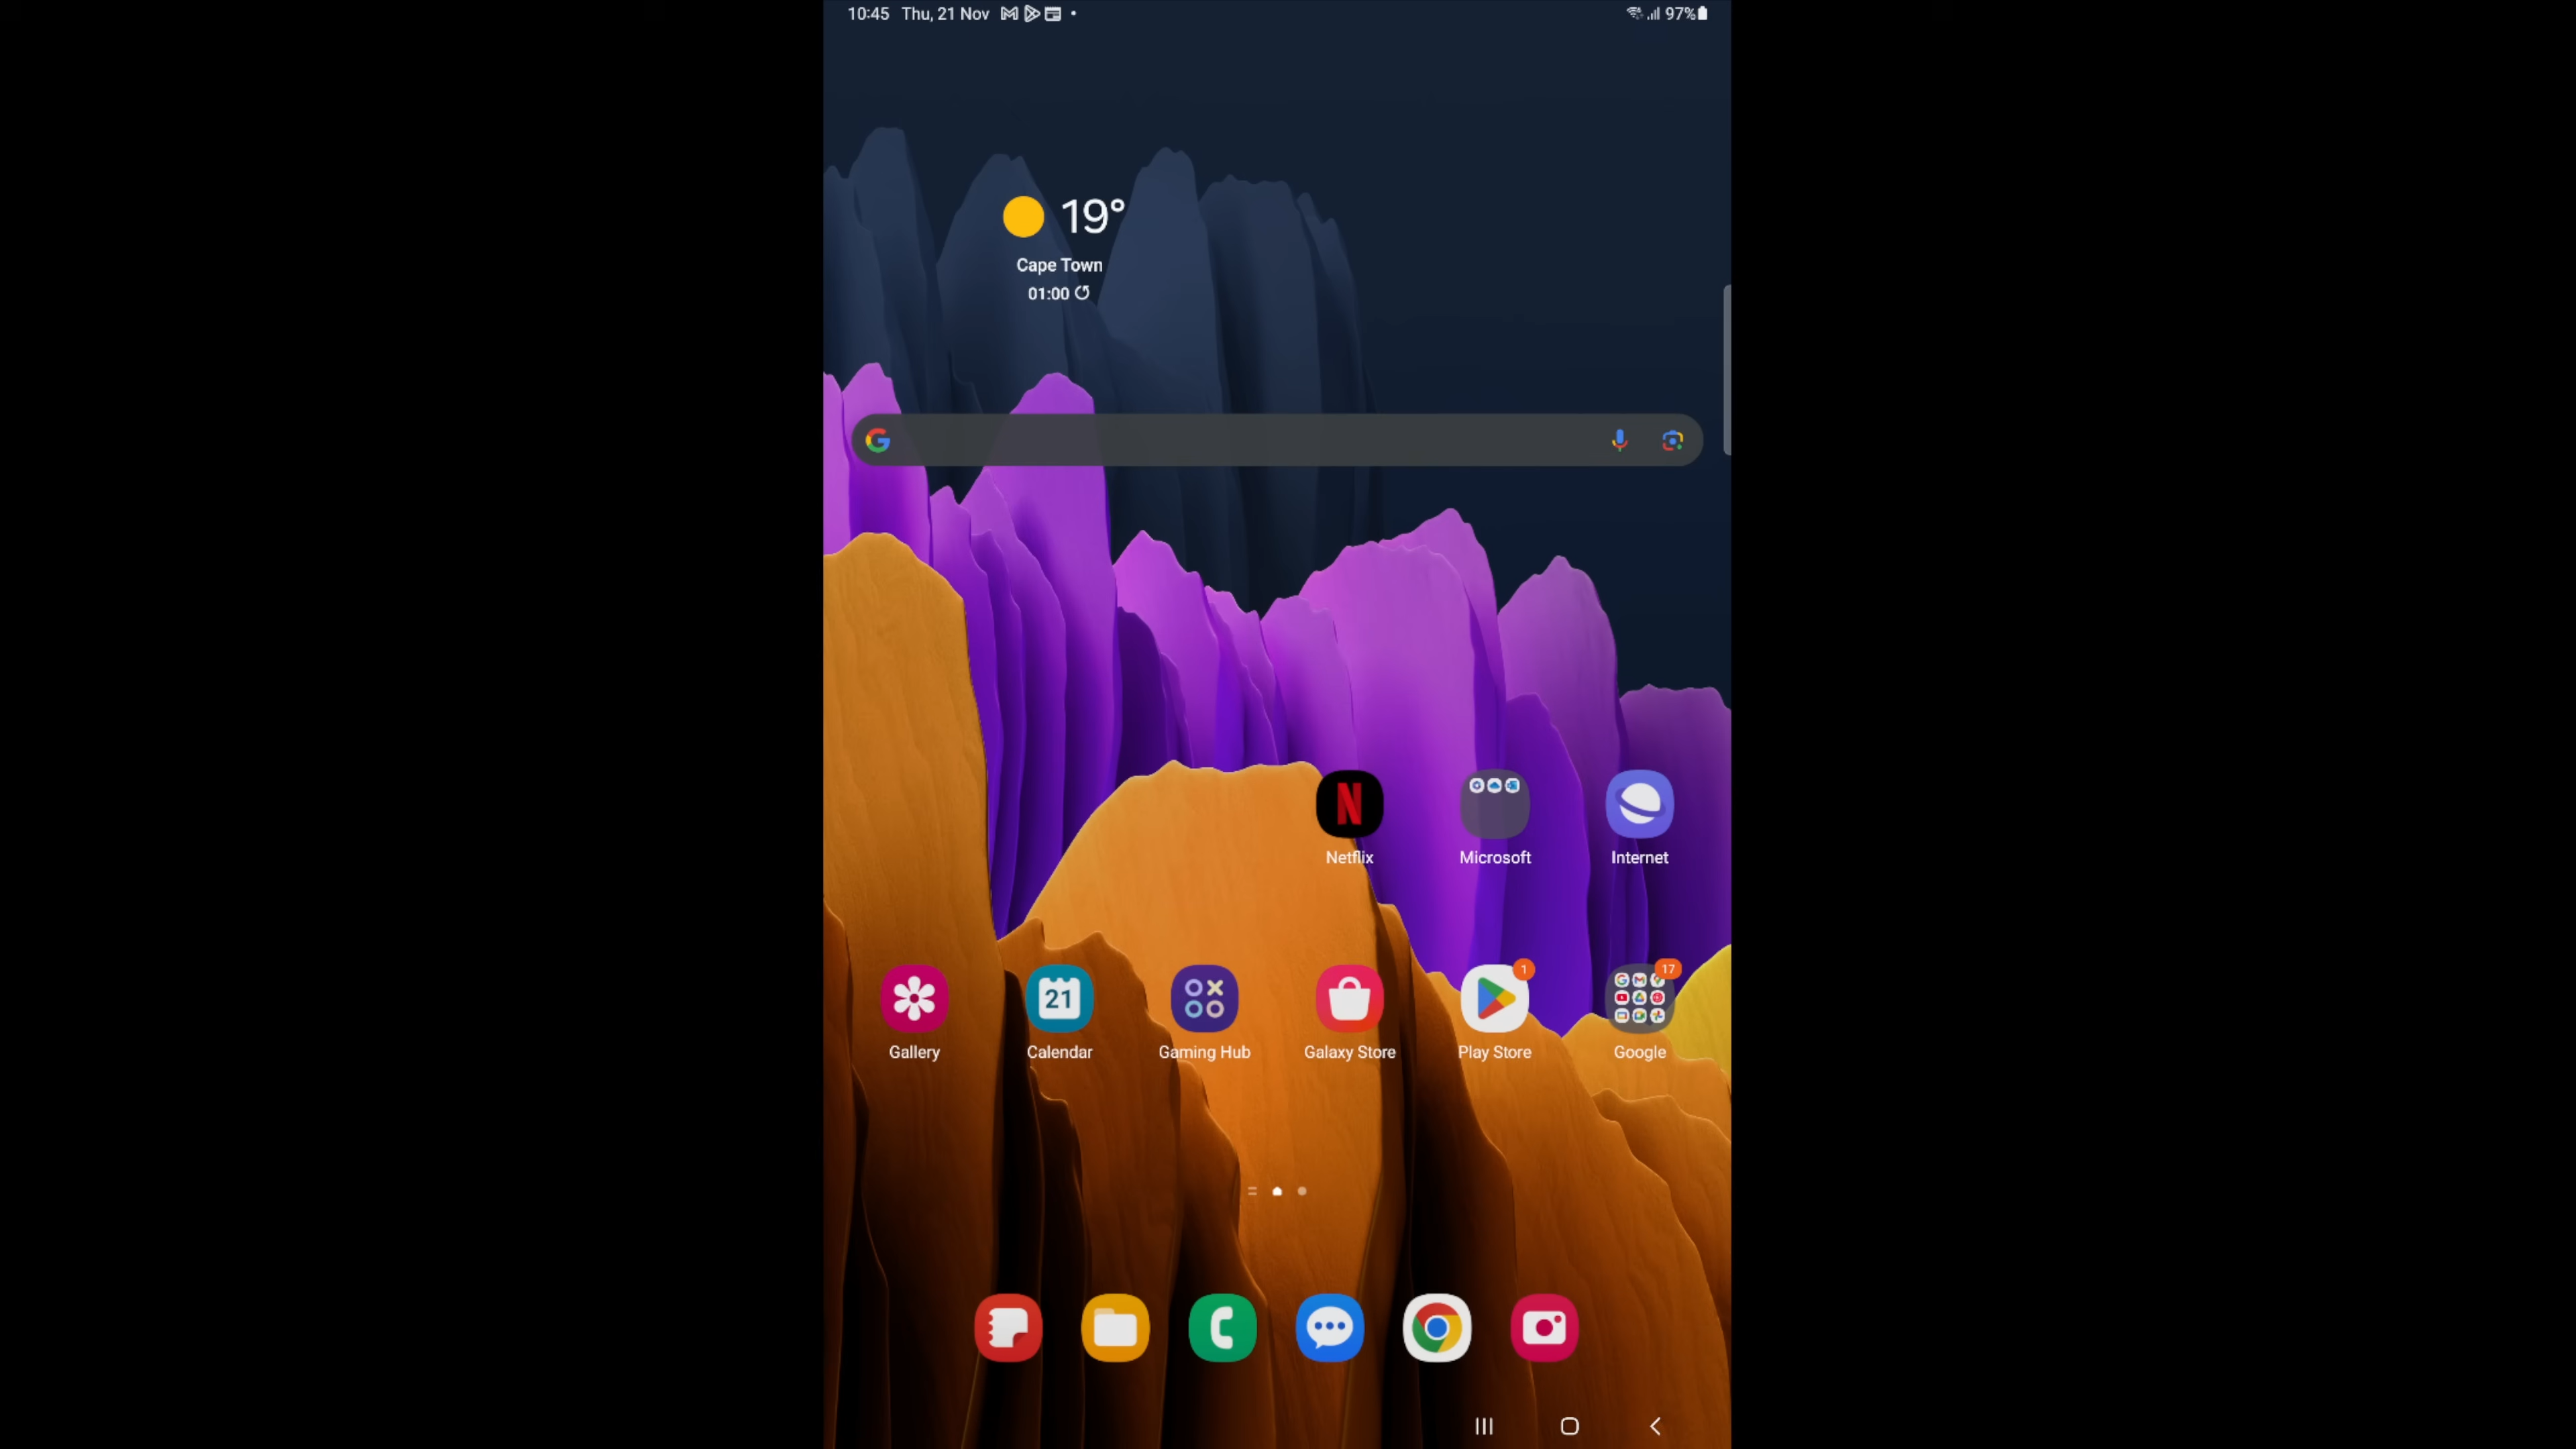 10:45 Thu, 21 Nov 97%
19°
Cape Town
01:00
Netflix Microsoft Internet
21 1 17
Gallery Calendar Gaming Hub Galaxy Store Play Store Google